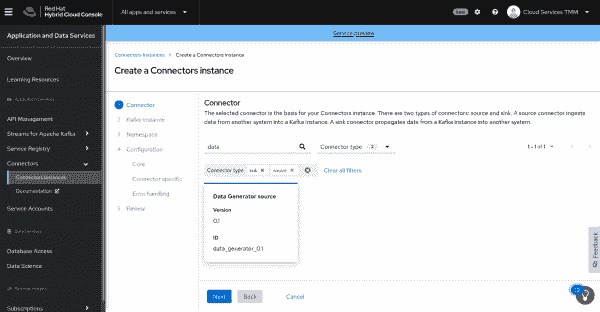 Red Hat
Hybrid Cloud Console
All apps and services
Cloud Services TMM
Service preview
Application and Data Services
Overview
Learning Resources
API Management
Streams for Apache Kafka
Service Registry
Connectors
Connectors Instances
Documentation
Service Accounts
Database Access
Data Science
Subscriptions
Connectors Instances > Create a Connectors instance
Create a Connectors instance
1 Connector
2 Kafka Instance
3 Namespace
4 Configuration
Core
Connector specific
Error handling
5 Review
Connector
The selected connector is the basis for your Connectors instance. There are two types of connectors: source and sink. A source connector ingests
data from another system into a Kafka instance. A sink connector propagates data from a Kafka instance into another system.
data
Connector type
1 - 1 of 1
Connector type sink source
Clear all filters
Data Generator source
Version
0.1
ID
data_generator_0.1
Next
Back
Cancel
Feedback